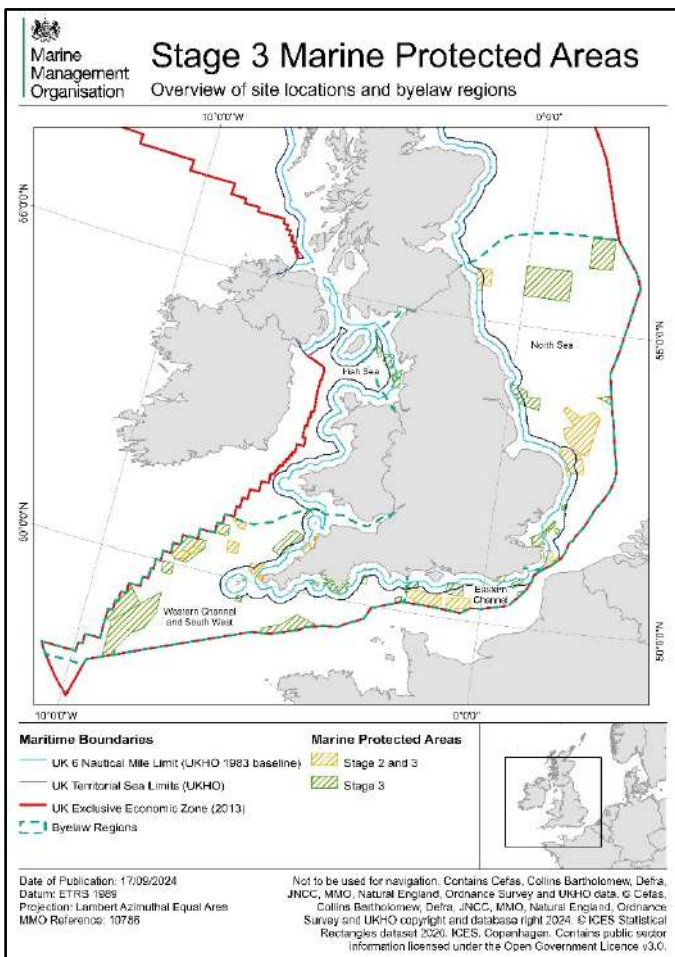 Marine
Management
Organisation
Stage 3 Marine Protected Areas
Overview of site locations and byelaw regions
10°0'0"W
0°0'0"
55°0'0"N
North Sea
Irish Sea
50°0'0"N
Western Channel
and South West
Eastern
Channel
50°0'0"N
10°0'0"W
0°0'0"
Maritime Boundaries
UK 6 Nautical Mile Limit (UKHO 1983 baseline)
UK Territorial Sea Limits (UKHO)
UK Exclusive Economic Zone (2013)
Byelaw Regions
Marine Protected Areas
Stage 2 and 3
Stage 3
Date of Publication: 17/09/2024
Datum: ETRS 1989
Projection: Lambert Azimuthal Equal Area
MMO Reference: 10786
Not to be used for navigation. Contains Cefas, Collins Bartholomew, Defra,
JNCC, MMO, Natural England, Ordnance Survey and UKHO data. © Cefas,
Collins Bartholomew, Defra, JNCC, MMO, Natural England, Ordnance
Survey and UKHO copyright and database right 2024. © ICES Statistical
Rectangles dataset 2020. ICES, Copenhagen. Contains public sector
information licensed under the Open Government Licence v3.0.